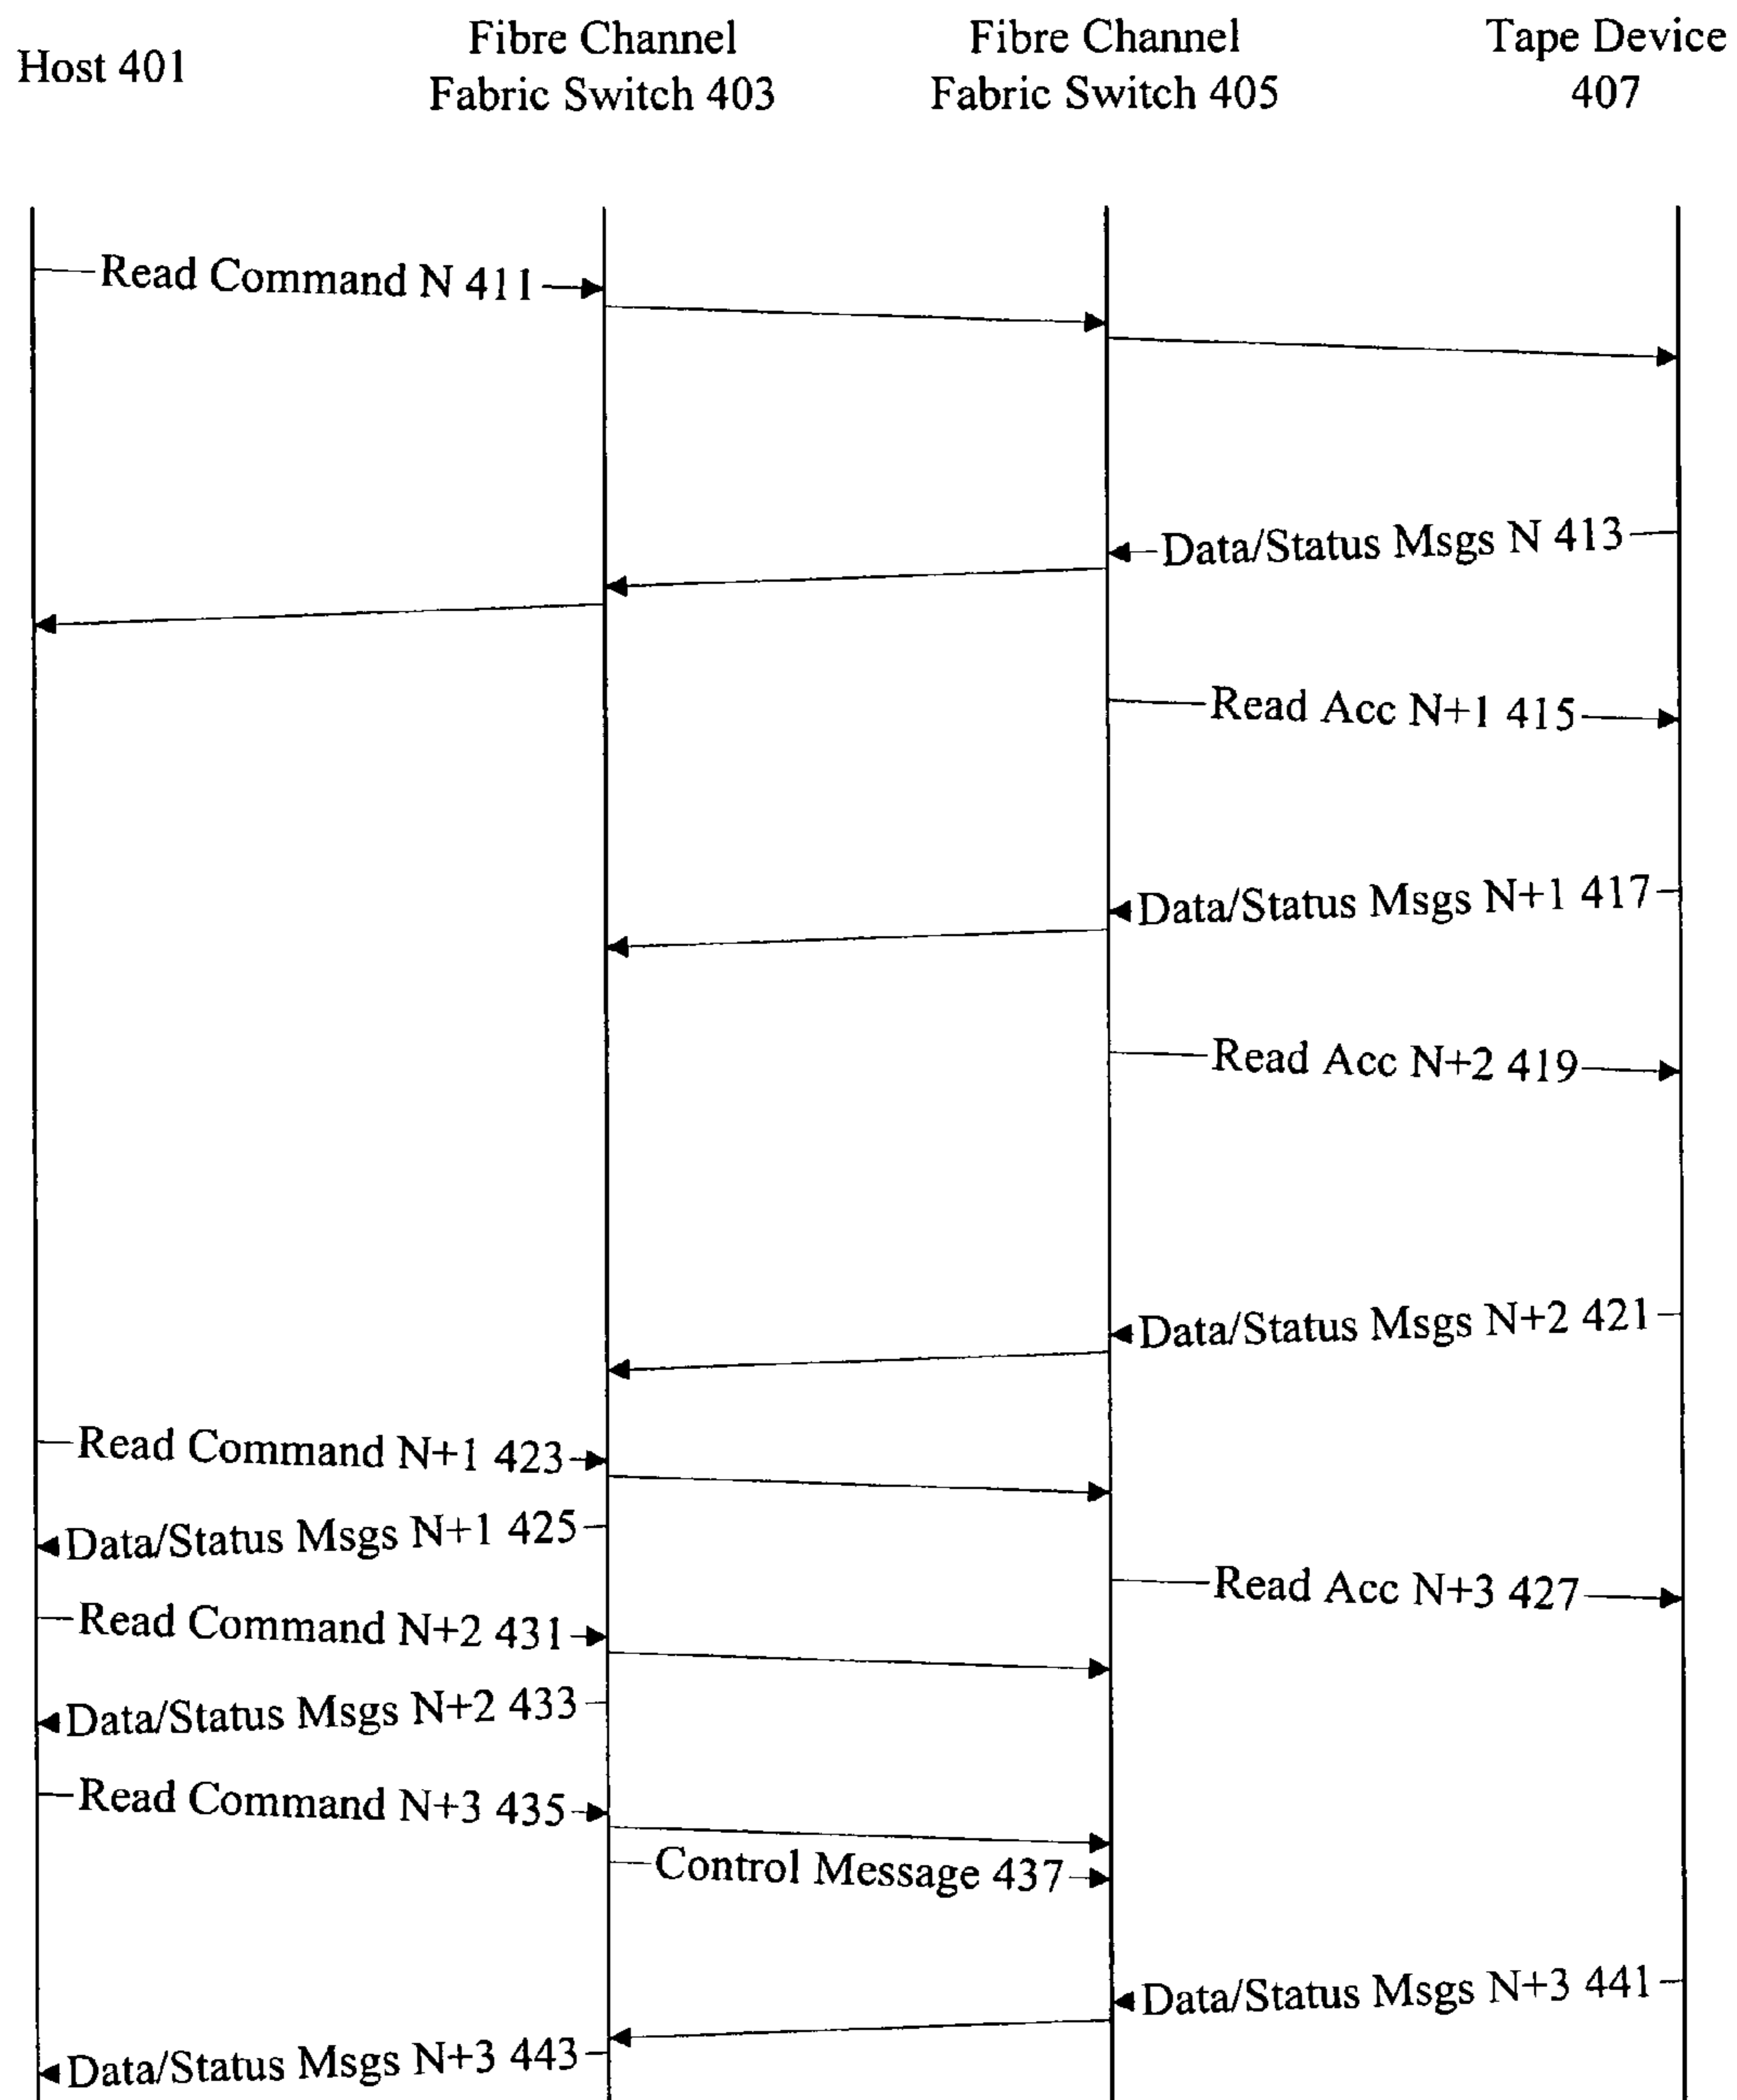 Host 401
Fibre Channel
Fabric Switch 403
Fibre Channel
Fabric Switch 405
Tape Device
407
Read Command N 411
Data/Status Msgs N 413
Read Acc N+1 415
Data/Status Msgs N+1 417
Read Acc N+2 419
Data/Status Msgs N+2 421
Read Command N+1 423
Data/Status Msgs N+1 425
Read Acc N+3 427
Read Command N+2 431
Data/Status Msgs N+2 433
Read Command N+3 435
Control Message 437
Data/Status Msgs N+3 441
Data/Status Msgs N+3 443